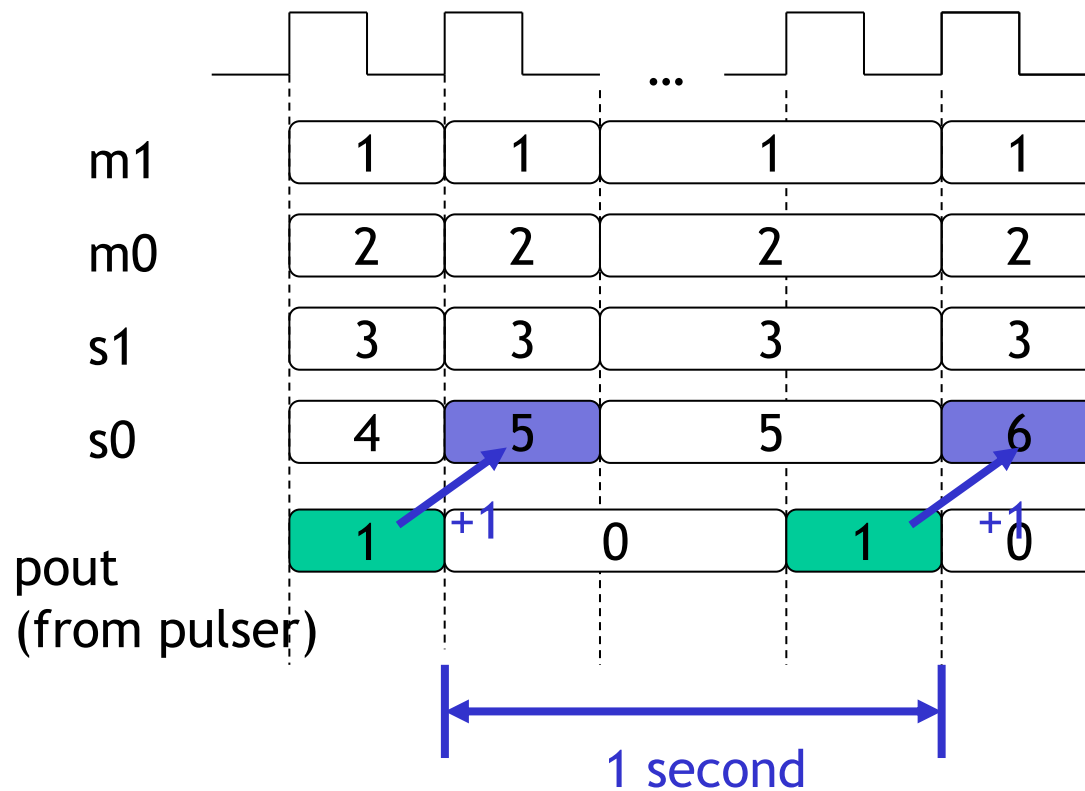 ...
m1 1 1 1 1
m0 2 2 2 2
s1 3 3 3 3
s0 4 5 5 6
+1 +1
pout 1 0 1 0
(from pulser)
1 second